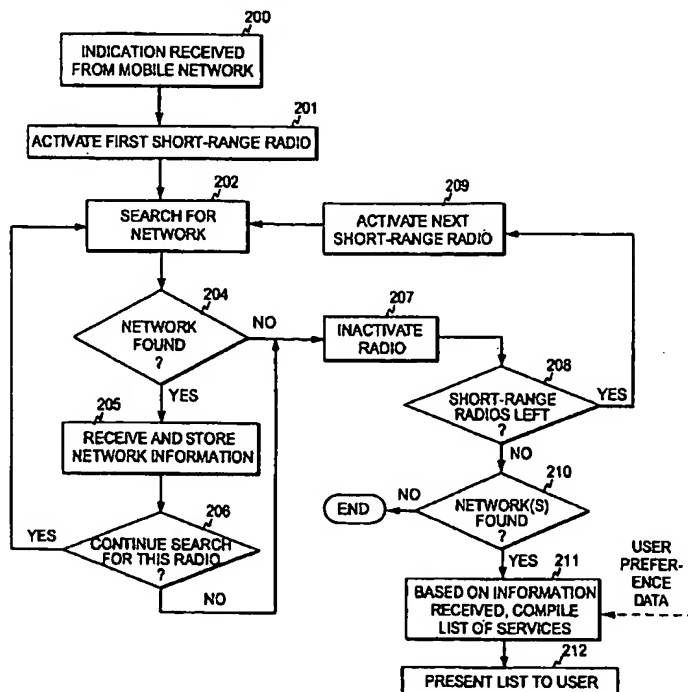 200
INDICATION RECEIVED
FROM MOBILE NETWORK
201
ACTIVATE FIRST SHORT-RANGE RADIO
202
SEARCH FOR
NETWORK
209
ACTIVATE NEXT
SHORT-RANGE RADIO
204
NETWORK
FOUND
?
NO
YES
207
INACTIVATE
RADIO
208
SHORT-RANGE
RADIOS LEFT
?
YES
NO
205
RECEIVE AND STORE
NETWORK INFORMATION
206
CONTINUE SEARCH
FOR THIS RADIO
?
YES
NO
210
NETWORK(S)
FOUND
?
NO
END
YES
USER
PREFER-
ENCE
DATA
211
BASED ON INFORMATION
RECEIVED, COMPILE
LIST OF SERVICES
212
PRESENT LIST TO USER